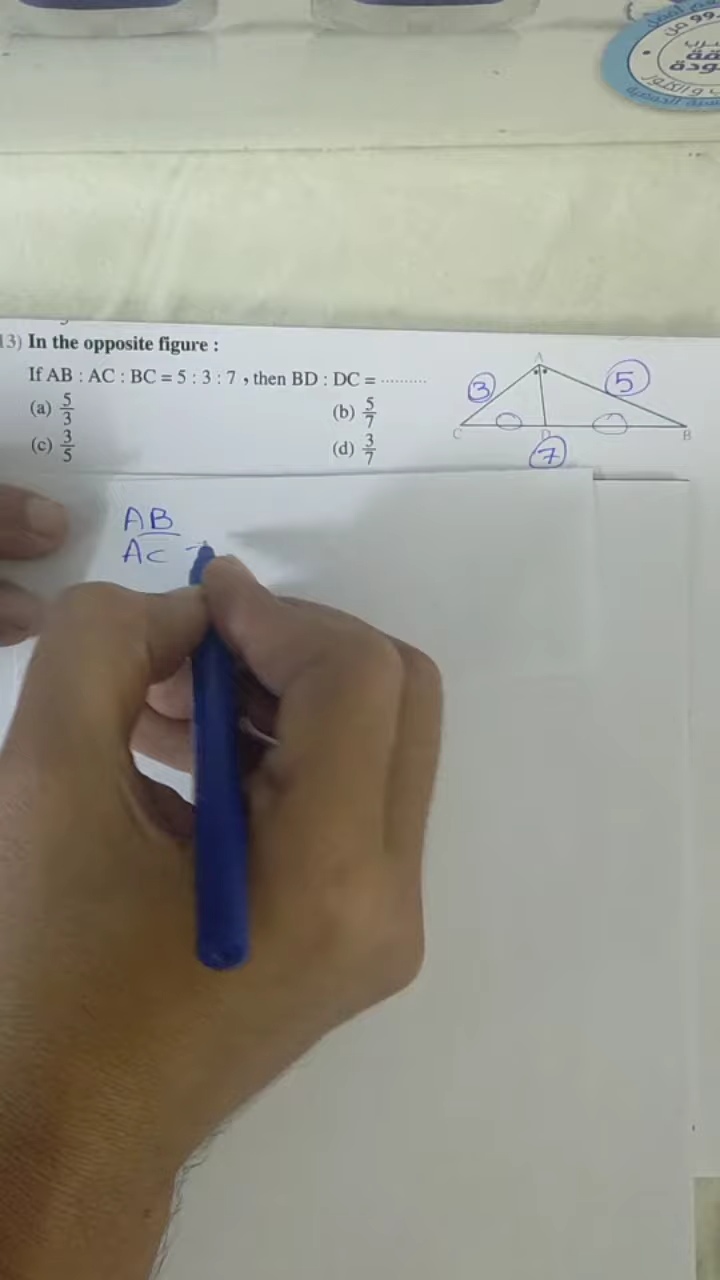 13) In the opposite figure :
If AB : AC : BC = 5 : 3 : 7 , then BD : DC = ..........
(a) 5/3
(b) 5/7
(c) 3/5
(d) 3/7
A
3
5
C
D
B
7
AB
AC